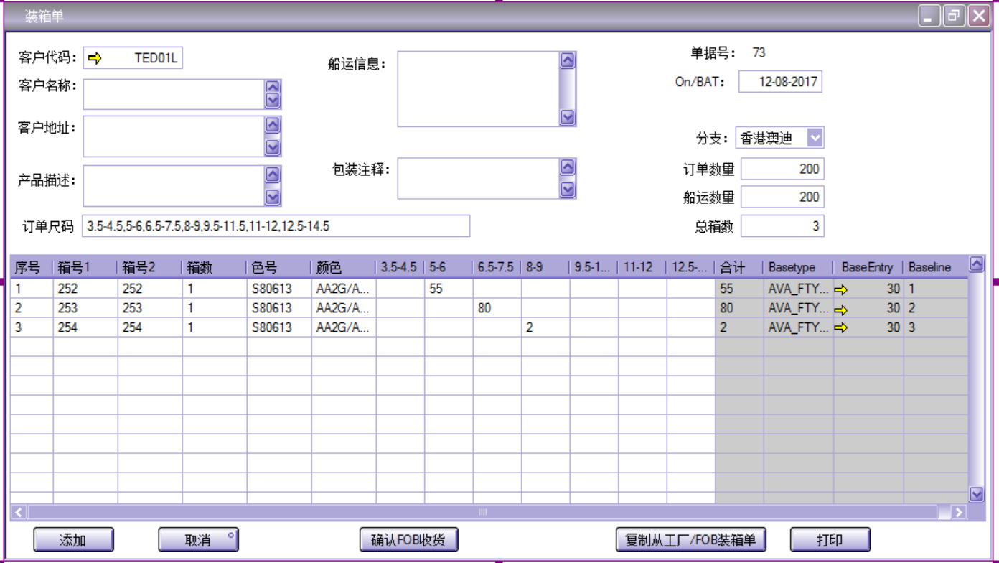 装箱单
客户代码: TED01L
船运信息:
单据号: 73
客户名称:
On/BAT: 12-08-2017
客户地址:
分支: 香港奥迪
包装注释:
订单数量 200
产品描述:
船运数量 200
订单尺码 3.5-4.5,5-6,6.5-7.5,8-9,9.5-11.5,11-12,12.5-14.5
总箱数 3
序号 箱号1 箱号2 箱数 色号 颜色 3.5-4.5 5-6 6.5-7.5 8-9 9.5-1... 11-12 12.5-... 合计 Basetype BaseEntry Baseline
1 252 252 1 S80613 AA2G/A... 55 55 AVA_FTY... 30 1
2 253 253 1 S80613 AA2G/A... 80 80 AVA_FTY... 30 2
3 254 254 1 S80613 AA2G/A... 2 2 AVA_FTY... 30 3
添加 取消 确认FOB收货 复制从工厂/FOB装箱单 打印